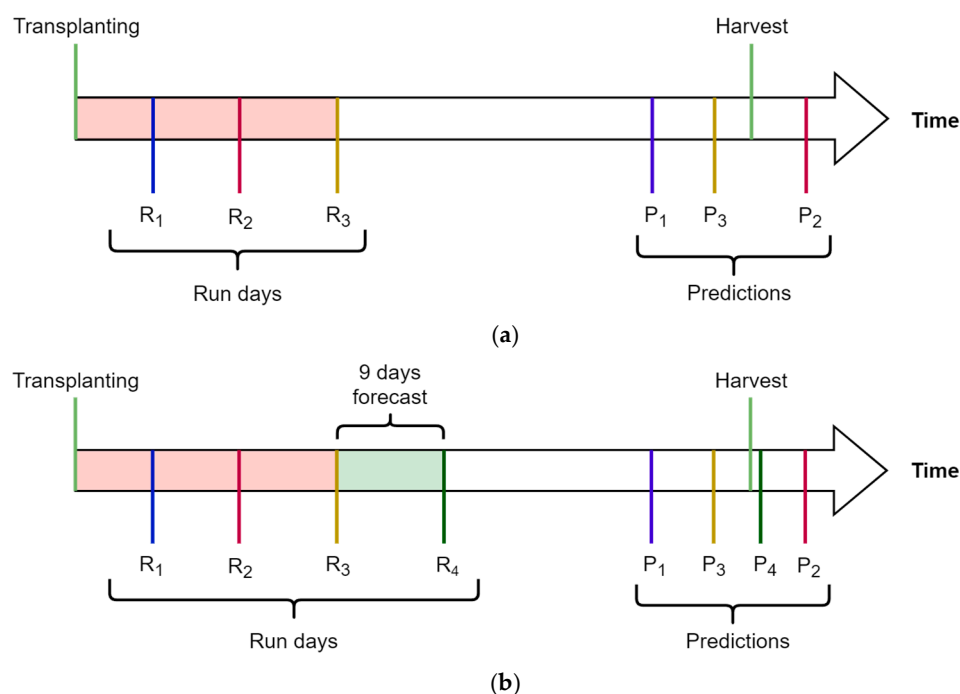 Transplanting
Harvest
Time
R1
R2
R3
P1
P3
P2
Run days
Predictions
(a)
9 days
forecast
Transplanting
Harvest
Time
R1
R2
R3
R4
P1
P3
P4
P2
Run days
Predictions
(b)